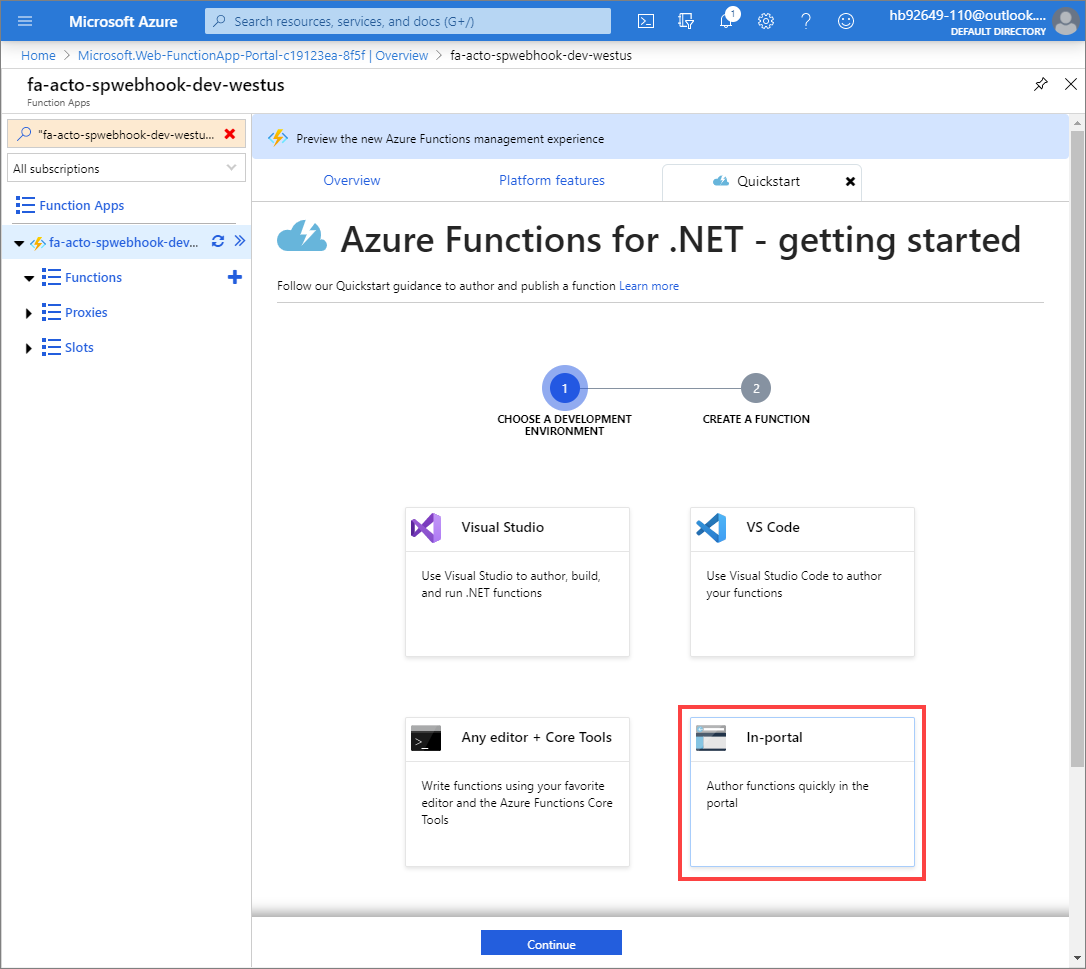 Microsoft Azure
Search resources, services, and docs (G+/)
1
hb92649-110@outlook....
DEFAULT DIRECTORY
Home > Microsoft.Web-FunctionApp-Portal-c19123ea-8f5f | Overview > fa-acto-spwebhook-dev-westus
fa-acto-spwebhook-dev-westus
Function Apps
"fa-acto-spwebhook-dev-westu...
All subscriptions
Function Apps
fa-acto-spwebhook-dev...
Functions
Proxies
Slots
Preview the new Azure Functions management experience
Overview
Platform features
Quickstart
Azure Functions for .NET - getting started
Follow our Quickstart guidance to author and publish a function Learn more
1
2
CHOOSE A DEVELOPMENT
ENVIRONMENT
CREATE A FUNCTION
Visual Studio
Use Visual Studio to author, build,
and run .NET functions
VS Code
Use Visual Studio Code to author
your functions
>_
Any editor + Core Tools
Write functions using your favorite
editor and the Azure Functions Core
Tools
In-portal
Author functions quickly in the
portal
Continue